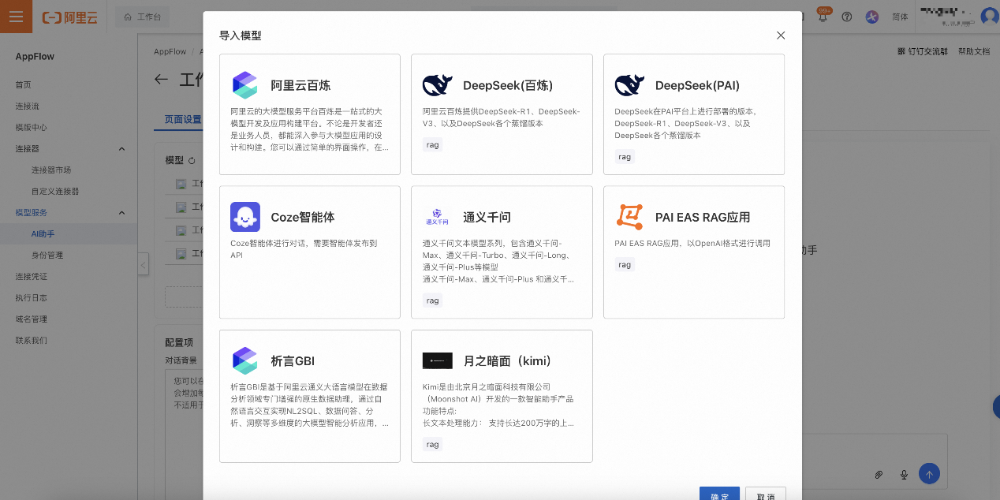 阿里云
工作台
99+
简体
AppFlow
首页
连接流
模版中心
连接器
连接器市场
自定义连接器
模型服务
AI助手
身份管理
连接凭证
执行日志
域名管理
联系我们
AppFlow / A
钉钉交流群 帮助文档
工作
页面设置
模型
工作
工作
工作
工作
配置项
对话背景
您可以在
会增加每
不适用于
助手
导入模型
阿里云百炼
阿里云的大模型服务平台百炼是一站式的大
模型开发及应用构建平台。不论是开发者还
是业务人员，都能深入参与大模型应用的设
计和构建。您可以通过简单的界面操作，在...
DeepSeek(百炼)
阿里云百炼提供DeepSeek-R1、DeepSeek-
V3、以及DeepSeek各个蒸馏版本
rag
DeepSeek(PAI)
DeepSeek在PAI平台上进行部署的版本，
DeepSeek-R1、DeepSeek-V3、以及
DeepSeek各个蒸馏版本
rag
Coze智能体
Coze智能体进行对话，需要智能体发布到
API
通义千问
通义千问
通义千问文本模型系列，包含通义千问-
Max、通义千问-Turbo、通义千问-Long、
通义千问-Plus等模型
通义千问-Max、通义千问-Plus 和通义千...
rag
PAI EAS RAG应用
PAI EAS RAG应用，以OpenAI格式进行调用
rag
析言GBI
析言GBI是基于阿里云通义大语言模型在数据
分析领域专门增强的原生数据助理，通过自
然语言交互实现NL2SQL、数据问答、分
析、洞察等多维度的大模型智能分析应用，...
月之暗面（kimi）
Kimi是由北京月之暗面科技有限公司
（Moonshot AI）开发的一款智能助手产品
功能特点:
长文本处理能力： 支持长达200万字的上...
rag
确 定
取 消